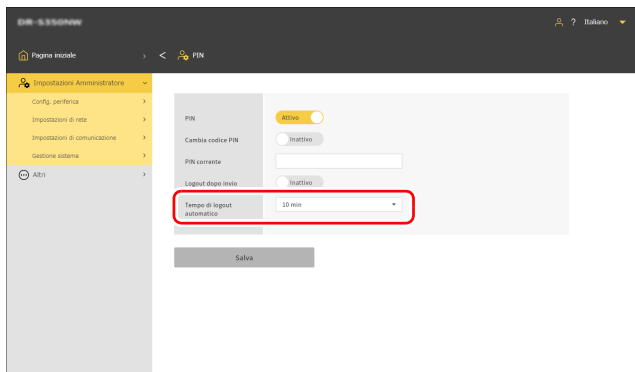 DR-S350NW
? Italiano
Pagina iniziale
PIN
Impostazioni Amministratore
Config. periferica
Impostazioni di rete
Impostazioni di comunicazione
Gestione sistema
Altri
PIN
Attivo
Cambia codice PIN
Inattivo
PIN corrente
Logout dopo invio
Inattivo
Tempo di logout
automatico
10 min
Salva